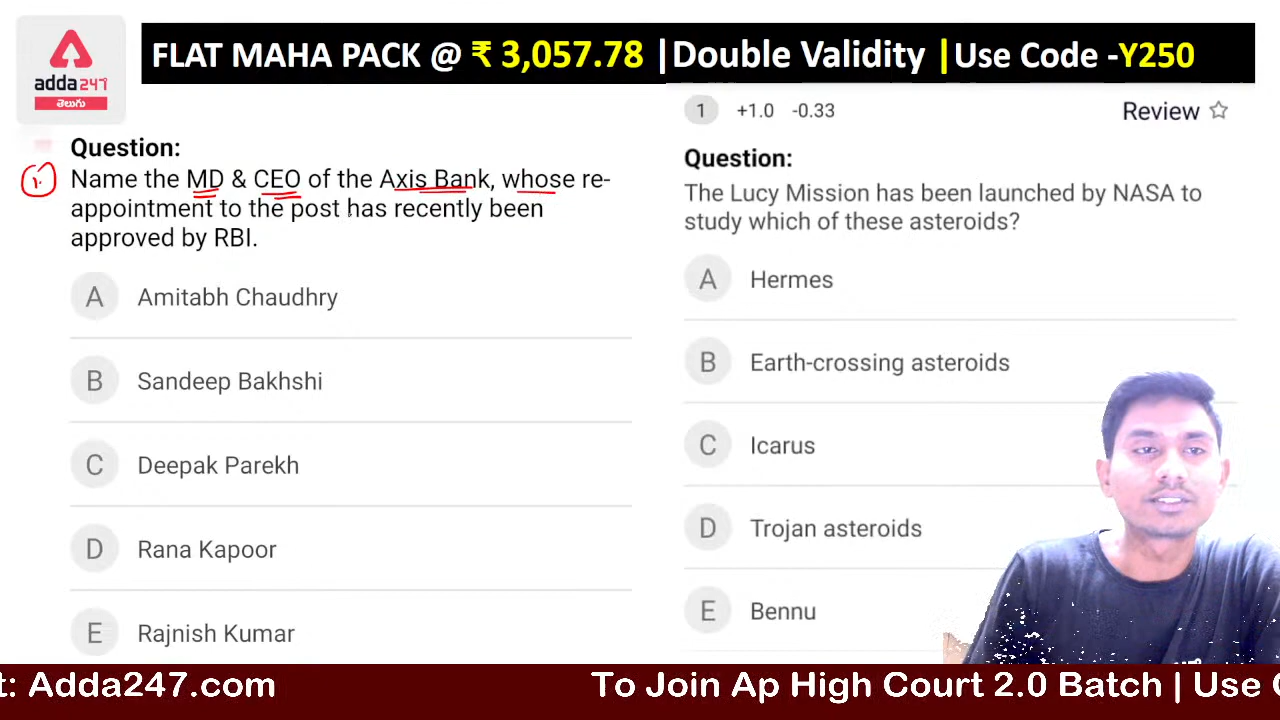 adda247
తెలుగు
FLAT MAHA PACK @ ₹ 3,057.78 |Double Validity |Use Code -Y250
Question:
1.
Name the MD & CEO of the Axis Bank, whose re-
appointment to the post has recently been
approved by RBI.
A Amitabh Chaudhry
B Sandeep Bakhshi
C Deepak Parekh
D Rana Kapoor
E Rajnish Kumar
1 +1.0 -0.33 Review
Question:
The Lucy Mission has been launched by NASA to
study which of these asteroids?
A Hermes
B Earth-crossing asteroids
C Icarus
D Trojan asteroids
E Bennu
t: Adda247.com To Join Ap High Court 2.0 Batch | Use